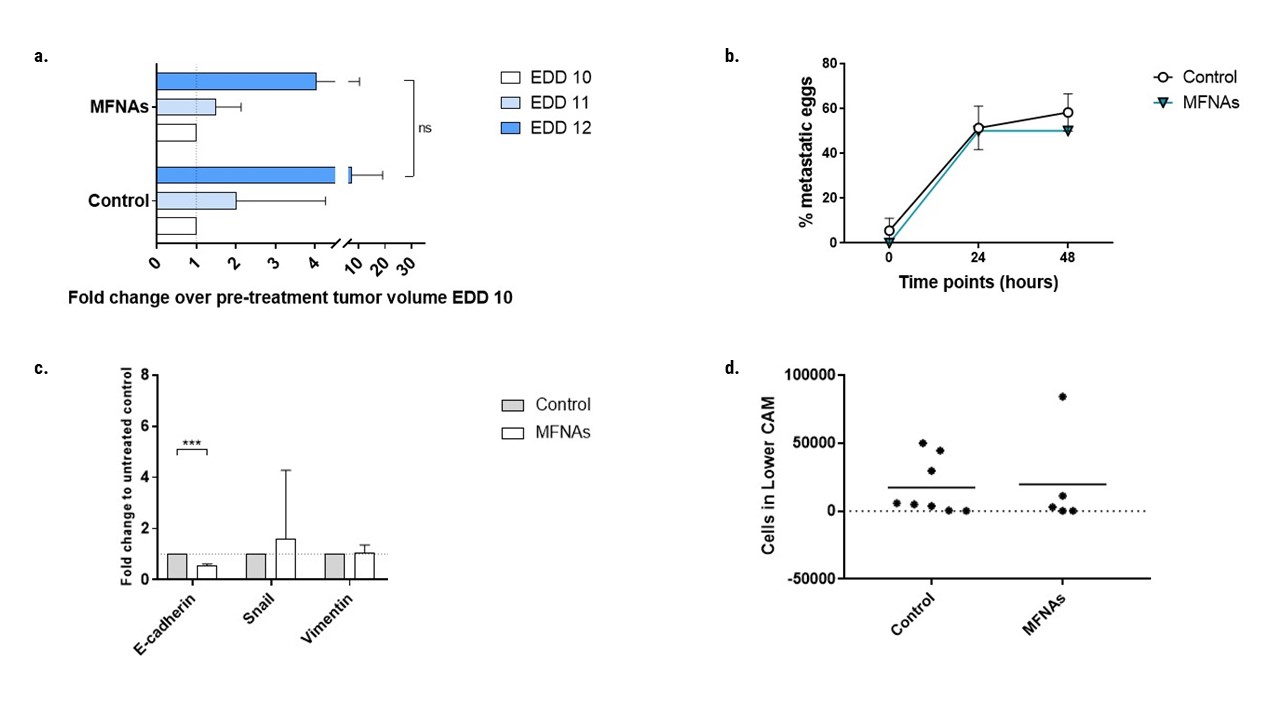 a.
MFNAs
Control
ns
0 1 2 3 4 10 20 30
Fold change over pre-treatment tumor volume EDD 10
EDD 10
EDD 11
EDD 12
b.
% metastatic eggs
80
60
40
20
0
0 24 48
Time points (hours)
Control
MFNAs
c.
Fold change to untreated control
8
6
4
2
0
***
E-cadherin Snail Vimentin
Control
MFNAs
d.
Cells in Lower CAM
100000
50000
0
-50000
Control MFNAs